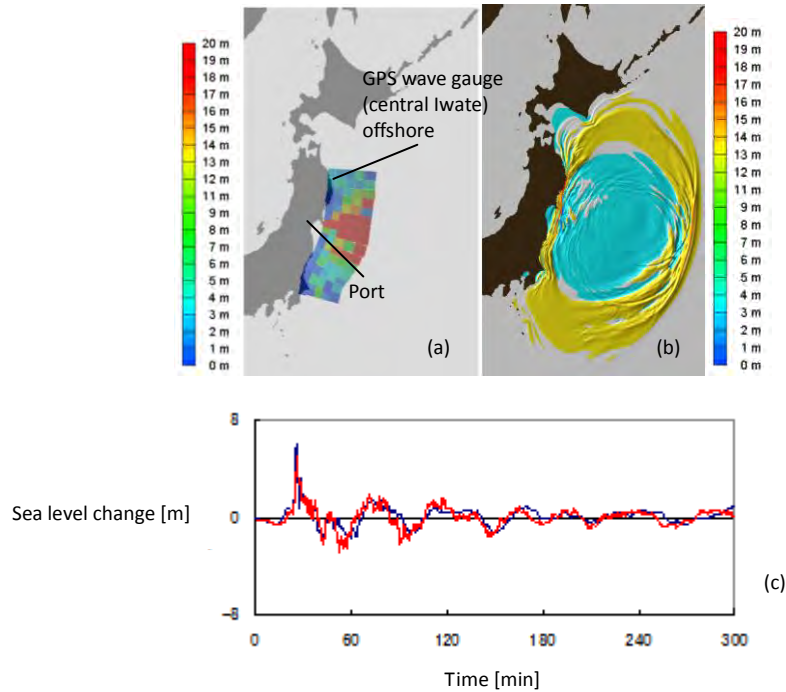 20 m
19 m
18 m
17 m
16 m
15 m
14 m
13 m
12 m
11 m
10 m
9 m
8 m
7 m
6 m
5 m
4 m
3 m
2 m
1 m
0 m
GPS wave gauge
(central Iwate)
offshore
Port
(a)
(b)
20 m
19 m
18 m
17 m
16 m
15 m
14 m
13 m
12 m
11 m
10 m
9 m
8 m
7 m
6 m
5 m
4 m
3 m
2 m
1 m
0 m
8
Sea level change [m]
0
-8
(c)
0 60 120 180 240 300
Time [min]